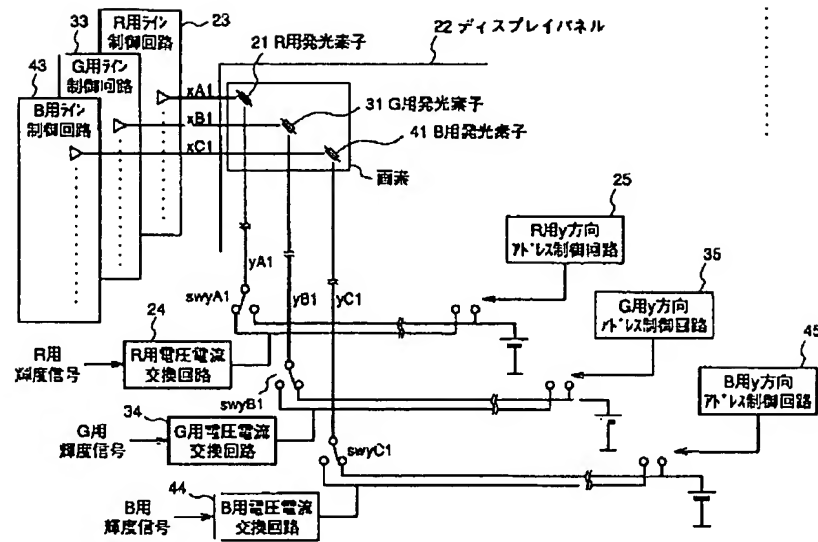 R用ライン
制御回路
23
33
G用ライン
制御回路
43
B用ライン
制御回路
22 ディスプレイパネル
21 R用発光素子
31 G用発光素子
41 B用発光素子
画素
xA1
xB1
xC1
yA1
yB1
yC1
swyA1
swyB1
swyC1
25
R用y方向
アドレス制御回路
35
G用y方向
アドレス制御回路
45
B用y方向
アドレス制御回路
24
R用
輝度信号
R用電圧電流
交換回路
34
G用
輝度信号
G用電圧電流
交換回路
44
B用
輝度信号
B用電圧電流
交換回路